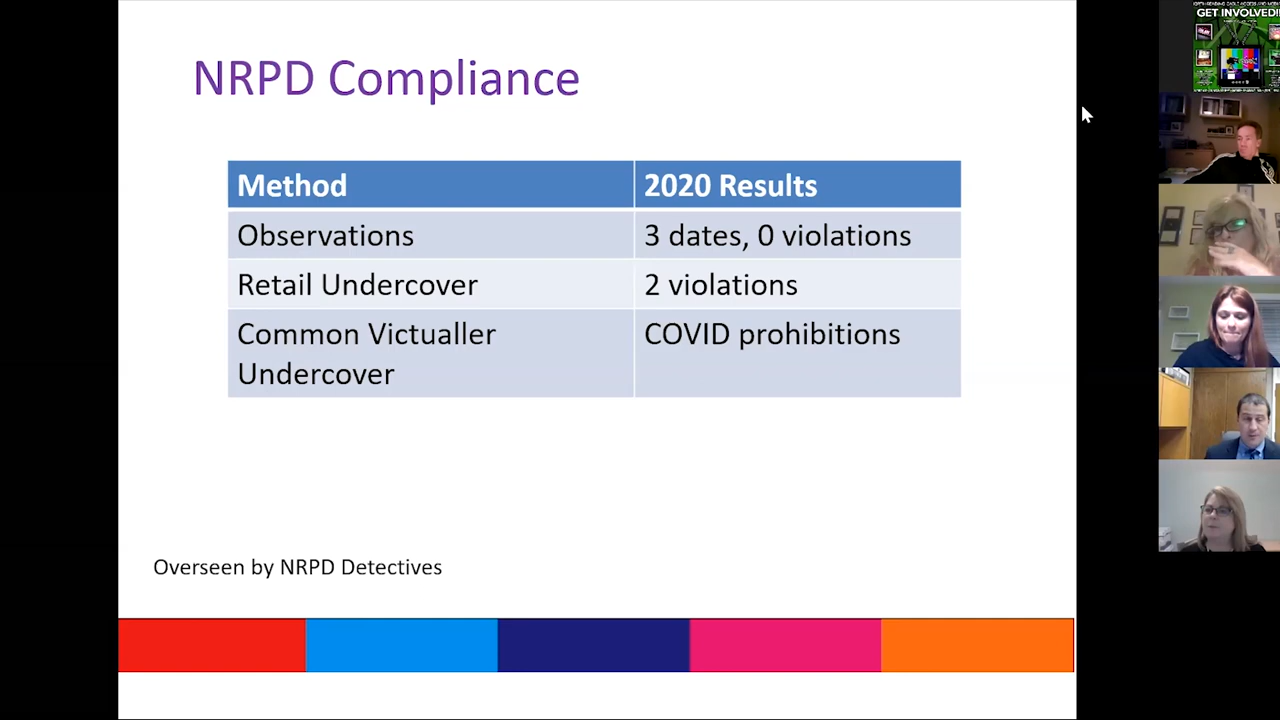 NRPD Compliance
Method
2020 Results
Observations
3 dates, 0 violations
Retail Undercover
2 violations
Common Victualler
Undercover
COVID prohibitions
Overseen by NRPD Detectives
GET INVOLVED!